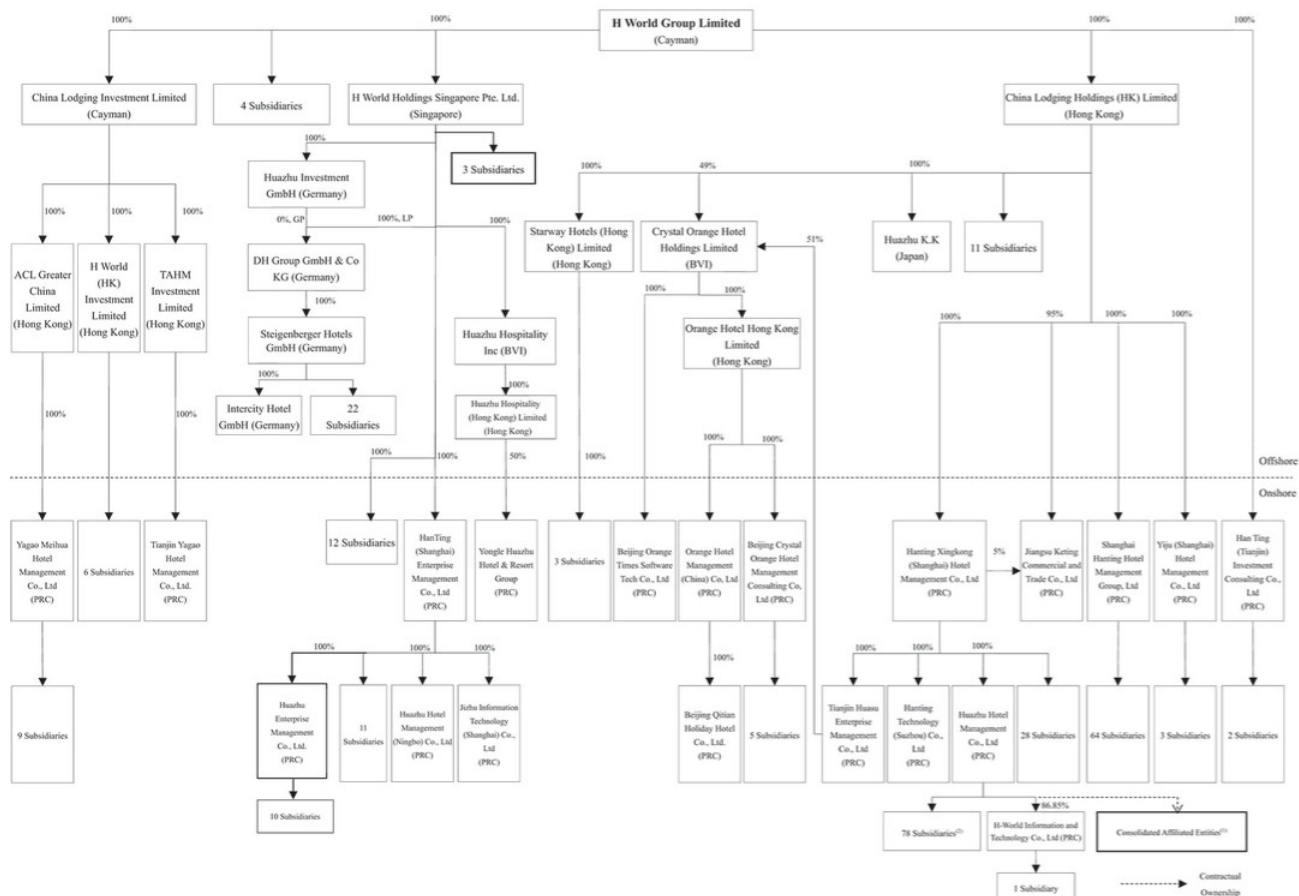 H World Group Limited
(Cayman)
100%
100%
100%
100%
100%
China Lodging Investment Limited
(Cayman)
4 Subsidiaries
H World Holdings Singapore Pte. Ltd.
(Singapore)
China Lodging Holdings (HK) Limited
(Hong Kong)
100%
3 Subsidiaries
Huazhu Investment
GmbH (Germany)
100%
49%
100%
100%
100%
100%
100%
0%, GP
100%, LP
100%
ACL Greater
China
Limited
(Hong Kong)
H World
(HK)
Investment
Limited
(Hong Kong)
TAHM
Investment
Limited
(Hong Kong)
DH Group GmbH & Co
KG (Germany)
Starway Hotels (Hong
Kong) Limited
(Hong Kong)
Crystal Orange Hotel
Holdings Limited
(BVI)
51%
Huazhu K.K
(Japan)
11 Subsidiaries
100%
100%
100%
Steigenberger Hotels
GmbH (Germany)
Huazhu Hospitality
Inc (BVI)
Orange Hotel Hong Kong
Limited
(Hong Kong)
100%
95%
100%
100%
100%
100%
Intercity Hotel
GmbH (Germany)
22
Subsidiaries
Huazhu Hospitality
(Hong Kong) Limited
(Hong Kong)
100%
100%
100%
100%
100%
100%
100%
50%
100%
100%
Offshore
Onshore
Yagao Meihua
Hotel
Management
Co., Ltd
(PRC)
6 Subsidiaries
Tianjin Yagao
Hotel
Management
Co., Ltd.
(PRC)
12 Subsidiaries
HanTing
(Shanghai)
Enterprise
Management
Co., Ltd
(PRC)
Yongle Huazhu
Hotel & Resort
Group
(PRC)
3 Subsidiaries
Beijing Orange
Times Software
Tech Co., Ltd
(PRC)
Orange Hotel
Management
(China) Co, Ltd
(PRC)
Beijing Crystal
Orange Hotel
Management
Consulting Co,
Ltd (PRC)
Hanting Xingkong
(Shanghai) Hotel
Management Co., Ltd
(PRC)
5%
Jiangsu Keting
Commercial and
Trade Co., Ltd
(PRC)
Shanghai
Hanting Hotel
Management
Group, Ltd
(PRC)
Yiju (Shanghai)
Hotel
Management
Co., Ltd
(PRC)
Han Ting
(Tianjin)
Investment
Consulting Co.,
Ltd
(PRC)
100%
100%
100%
100%
100%
100%
100%
100%
9 Subsidiaries
Huazhu
Enterprise
Management
Co., Ltd.
(PRC)
11
Subsidiaries
Huazhu Hotel
Management
(Ningbo) Co., Ltd
(PRC)
Jizhu Information
Technology
(Shanghai) Co.,
Ltd
(PRC)
Beijing Qitian
Holiday Hotel
Co., Ltd.
(PRC)
5 Subsidiaries
Tianjin Huasu
Enterprise
Management
Co., Ltd
(PRC)
Hanting
Technology
(Suzhou) Co.,
Ltd
(PRC)
Huazhu Hotel
Management
Co., Ltd
(PRC)
28 Subsidiaries
64 Subsidiaries
3 Subsidiaries
2 Subsidiaries
10 Subsidiaries
86.85%
78 Subsidiaries(2)
H-World Information and
Technology Co., Ltd (PRC)
Consolidated Affiliated Entities(1)
1 Subsidiary
Contractual
Ownership